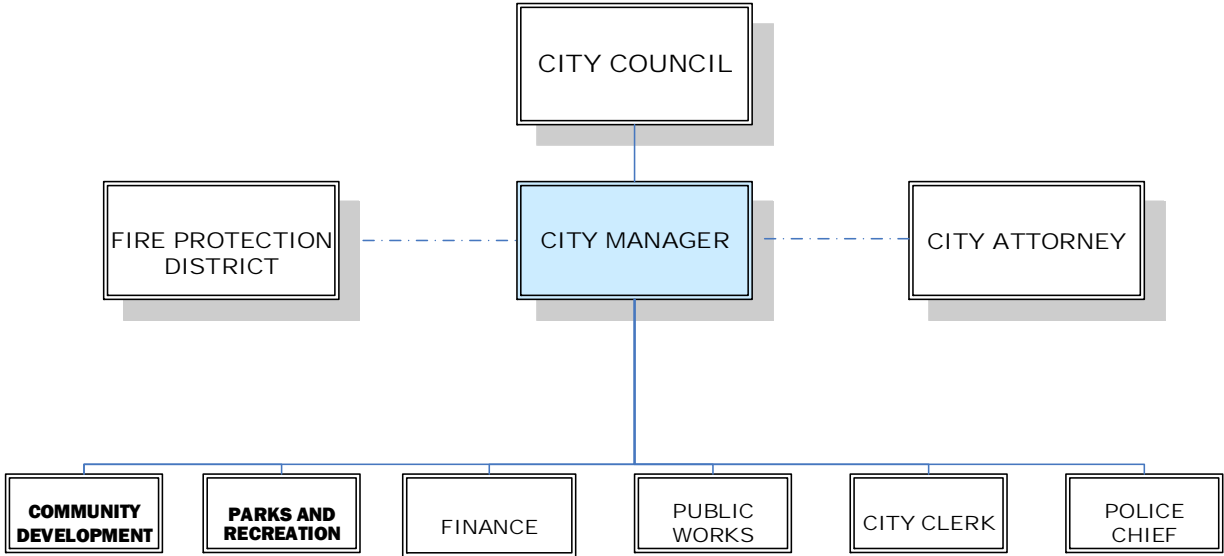 CITY COUNCIL
FIRE PROTECTION
DISTRICT
CITY MANAGER
CITY ATTORNEY
COMMUNITY
DEVELOPMENT
PARKS AND
RECREATION
FINANCE
PUBLIC
WORKS
CITY CLERK
POLICE
CHIEF